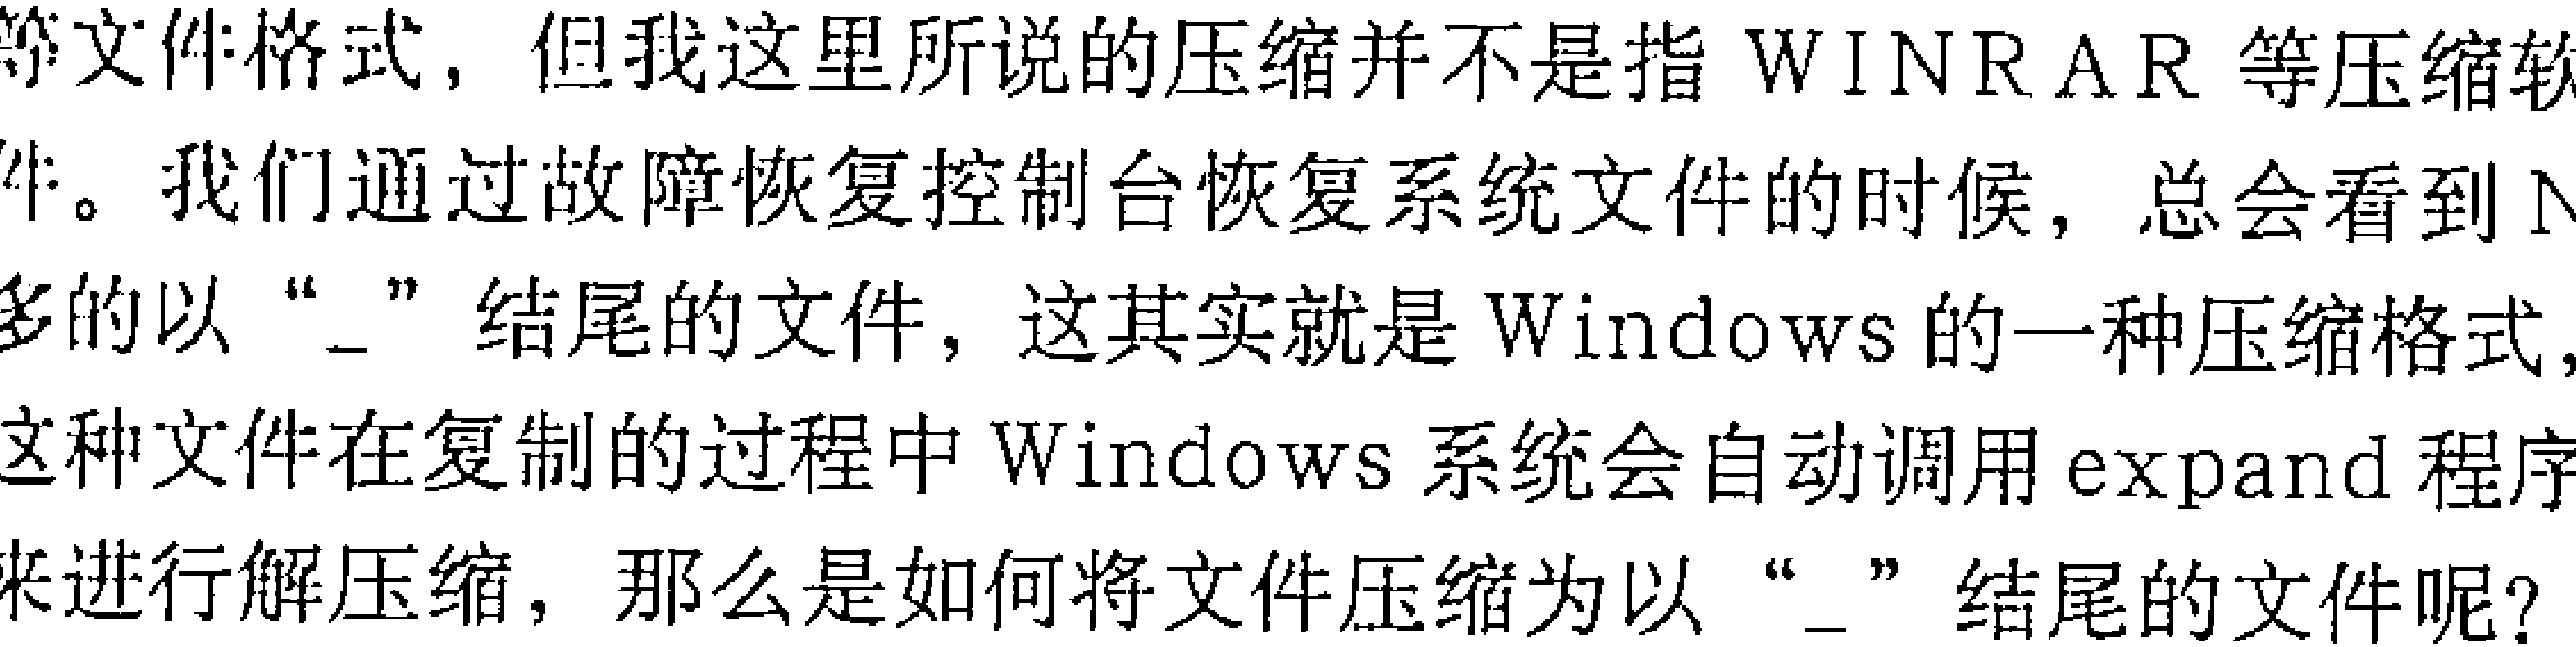 等文件格式，但我这里所说的压缩并不是指 WINRAR 等压缩软
件。我们通过故障恢复控制台恢复系统文件的时候，总会看到 N
多的以“_”结尾的文件，这其实就是 Windows 的一种压缩格式，
这种文件在复制的过程中 Windows 系统会自动调用 expand 程序
来进行解压缩，那么是如何将文件压缩为以“_”结尾的文件呢？